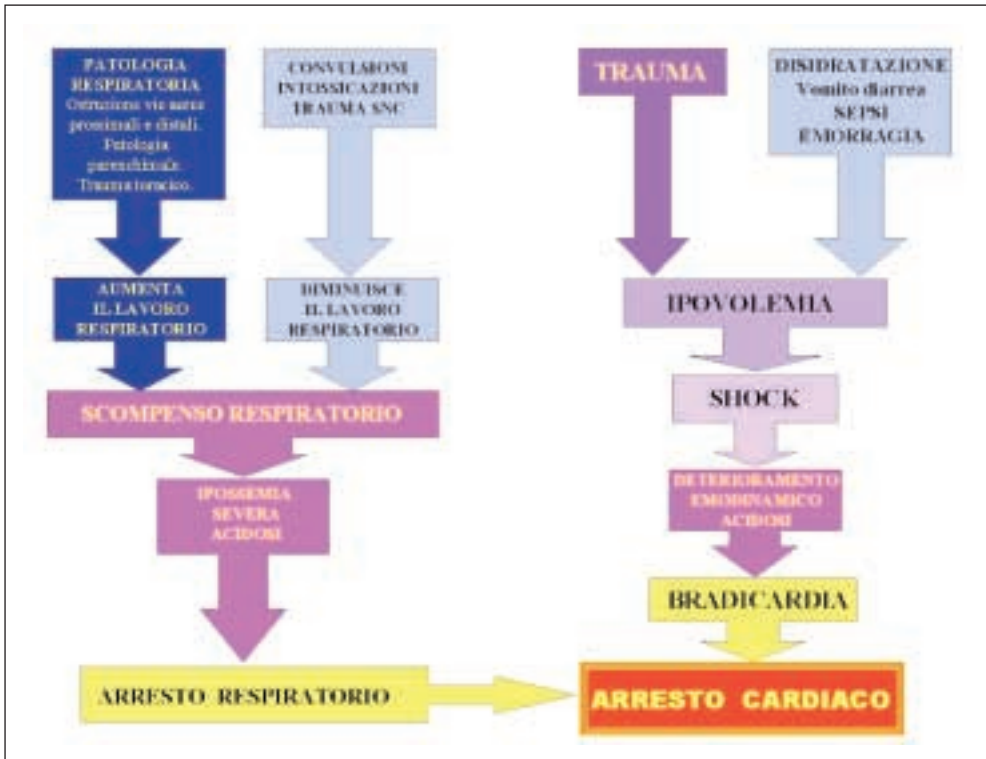 PATOLOGIA
RESPIRATORIA
Ostruzione vie aeree
prossimali e distali.
Patologia
parenchimale.
Trauma toracico.
CONVULSIONI
INTOSSICAZIONI
TRAUMA SNC
AUMENTA
IL LAVORO
RESPIRATORIO
DIMINUISCE
IL LAVORO
RESPIRATORIO
SCOMPENSO RESPIRATORIO
IPOSSEMIA
SEVERA
ACIDOSI
ARRESTO RESPIRATORIO
TRAUMA
DISIDRATAZIONE
Vomito diarrea
SEPSI
EMORRAGIA
IPOVOLEMIA
SHOCK
DETERIORAMENTO
EMODINAMICO
ACIDOSI
BRADICARDIA
ARRESTO CARDIACO